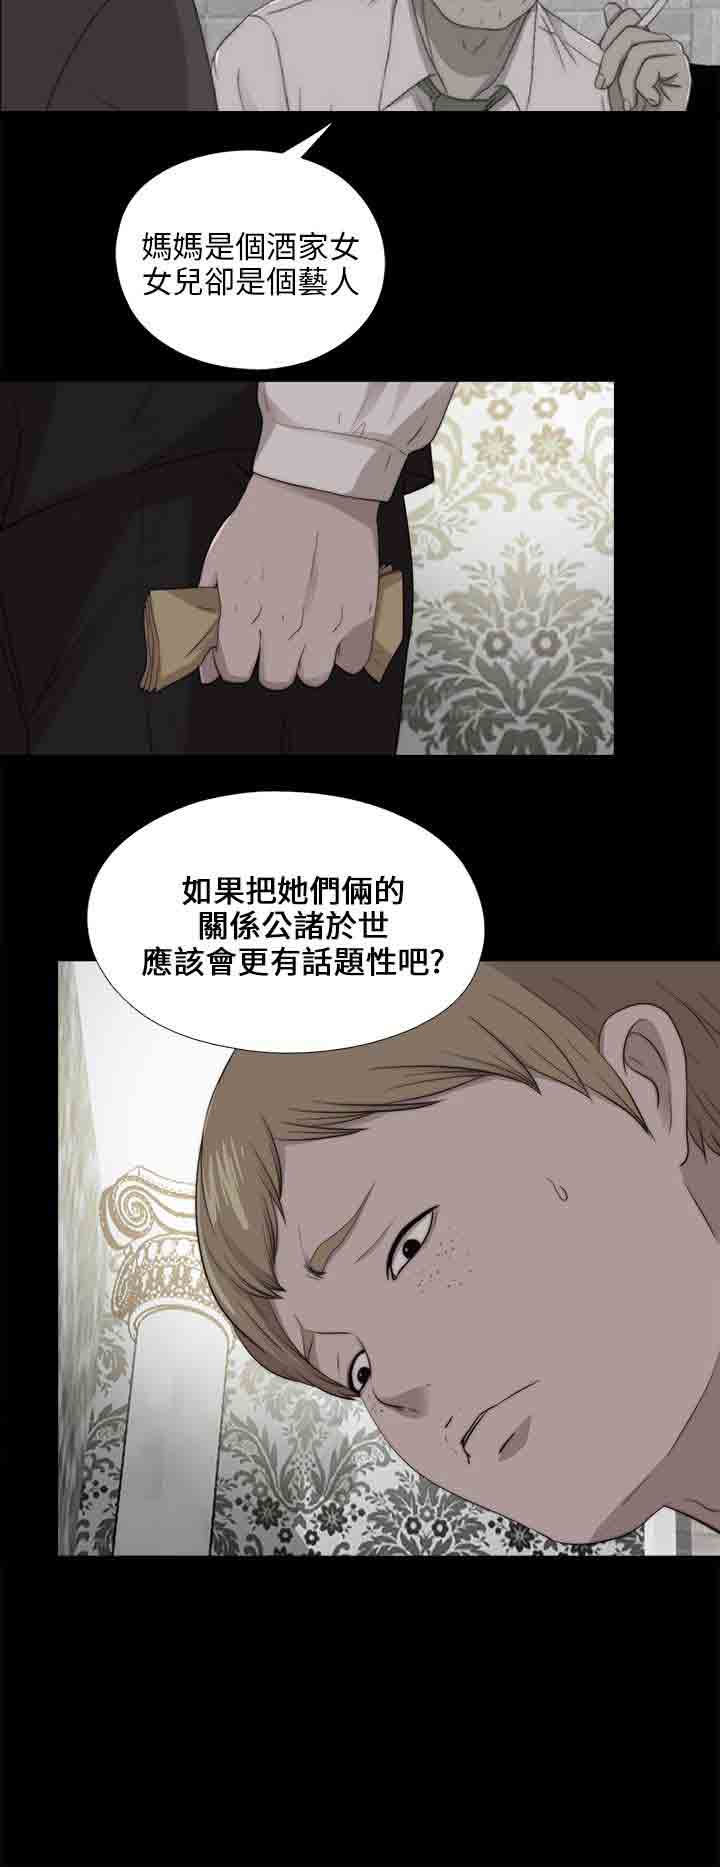 媽媽是個酒家女
女兒卻是個藝人
如果把她們倆的
關係公諸於世
應該會更有話題性吧?